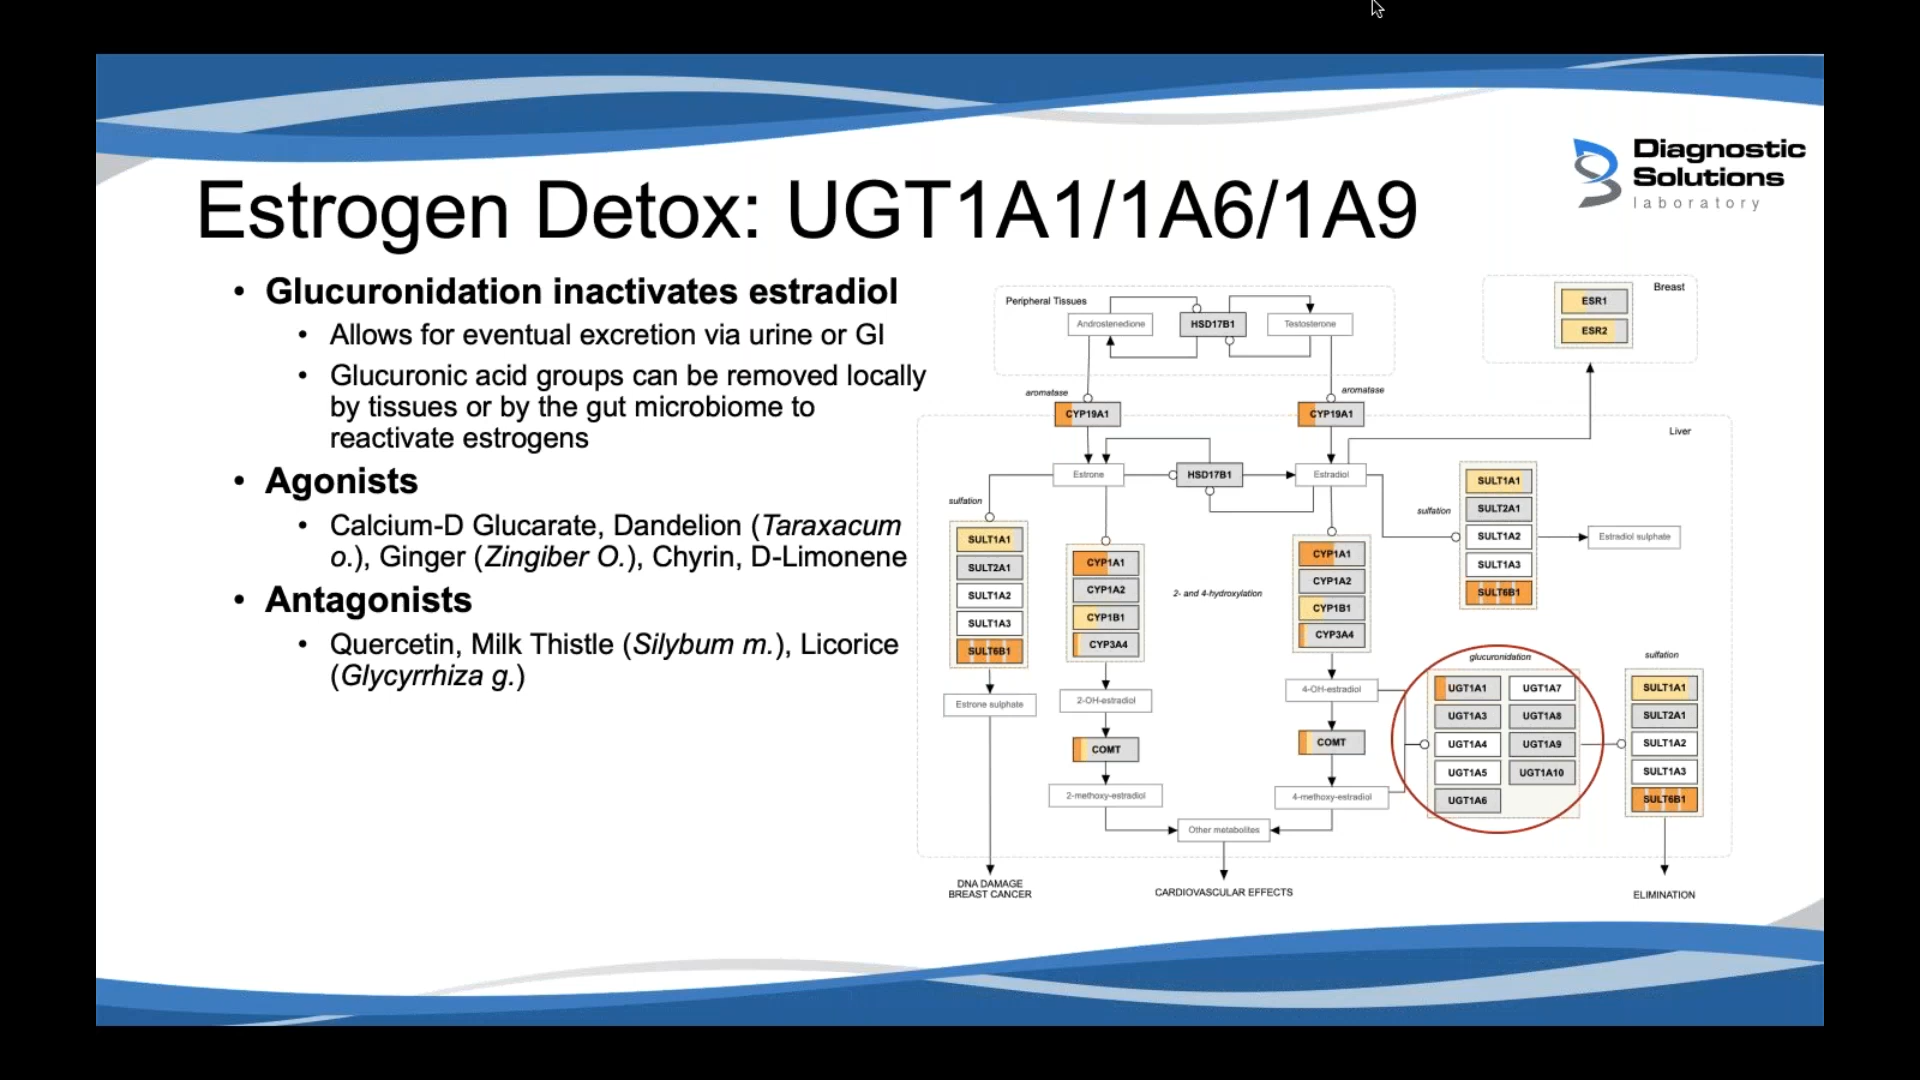 Diagnostic
Solutions
laboratory
Estrogen Detox: UGT1A1/1A6/1A9
• Glucuronidation inactivates estradiol
• Allows for eventual excretion via urine or GI
• Glucuronic acid groups can be removed locally
by tissues or by the gut microbiome to
reactivate estrogens
• Agonists
• Calcium-D Glucarate, Dandelion (Taraxacum
o.), Ginger (Zingiber O.), Chyrin, D-Limonene
• Antagonists
• Quercetin, Milk Thistle (Silybum m.), Licorice
(Glycyrrhiza g.)
Peripheral Tissues
Androstenedione
HSD17B1
Testosterone
Breast
ESR1
ESR2
aromatase
CYP19A1
aromatase
CYP19A1
Liver
Estrone
HSD17B1
Estradiol
sulfation
SULT1A1
SULT2A1
SULT1A2
SULT1A3
SULT6B1
Estrone sulphate
DNA DAMAGE
BREAST CANCER
CYP1A1
CYP1A2
CYP1B1
CYP3A4
2-OH-estradiol
COMT
2-methoxy-estradiol
2- and 4-hydroxylation
CYP1A1
CYP1A2
CYP1B1
CYP3A4
4-OH-estradiol
COMT
4-methoxy-estradiol
Other metabolites
CARDIOVASCULAR EFFECTS
sulfation
SULT1A1
SULT2A1
SULT1A2
SULT1A3
SULT6B1
Estradiol sulphate
glucuronidation
UGT1A1 UGT1A7
UGT1A3 UGT1A8
UGT1A4 UGT1A9
UGT1A5 UGT1A10
UGT1A6
sulfation
SULT1A1
SULT2A1
SULT1A2
SULT1A3
SULT6B1
ELIMINATION